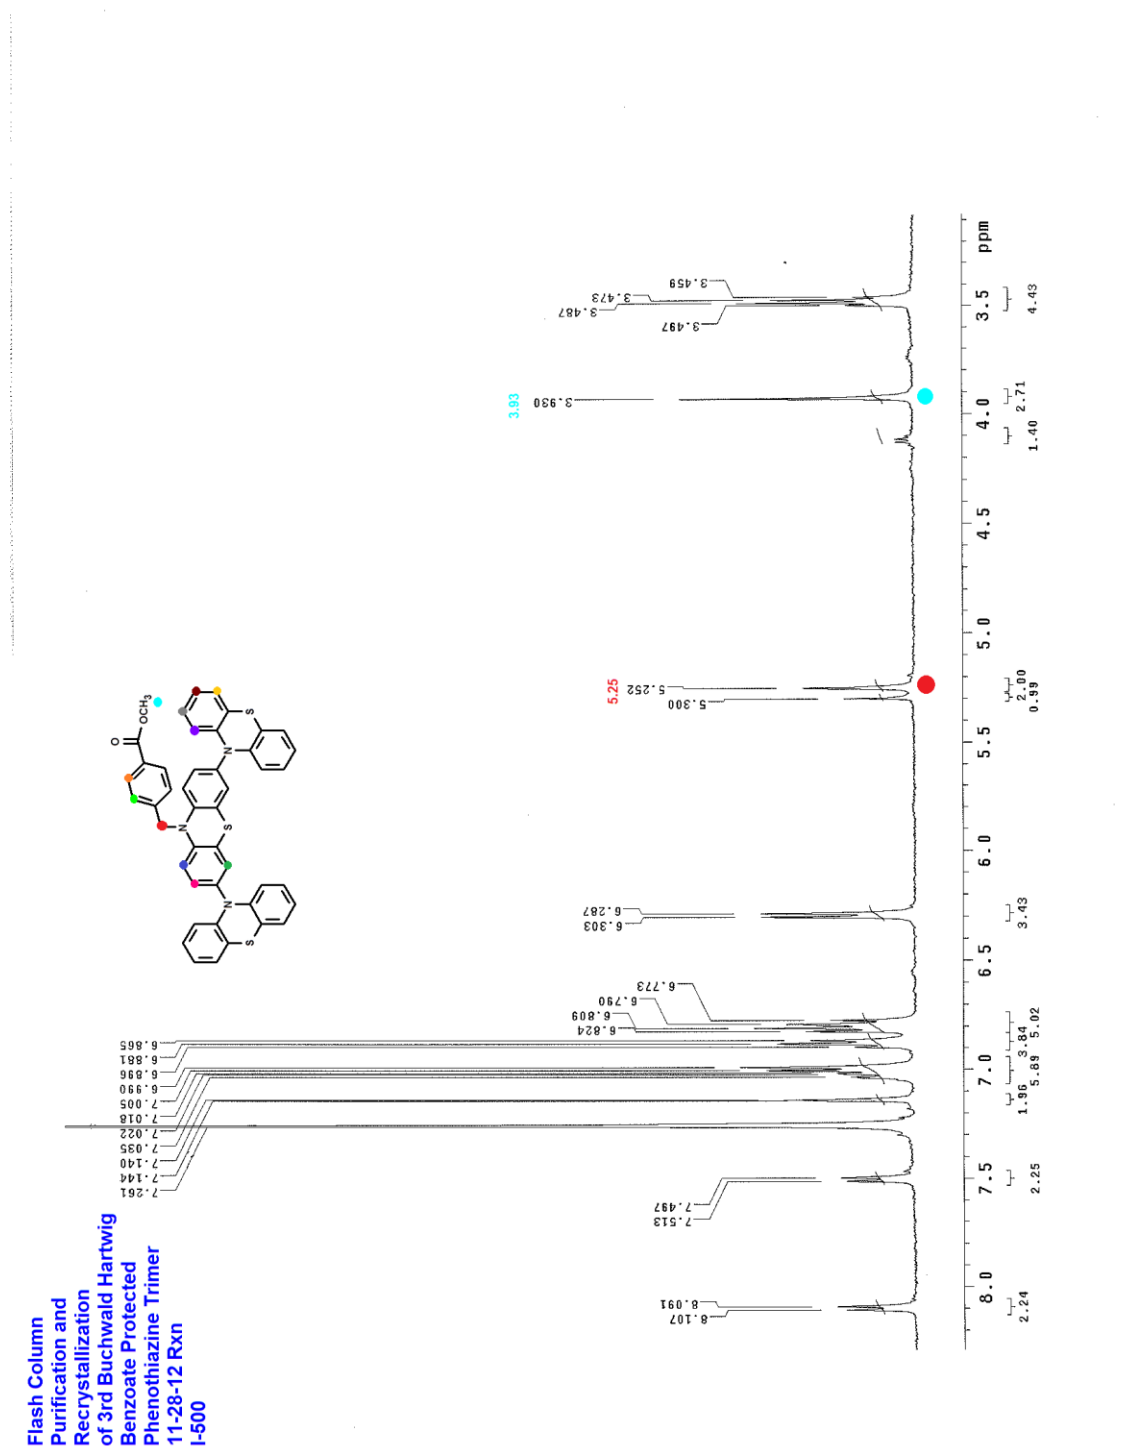 Flash Column
Purification and
Recrystallization
of 3rd Buchwald Hartwig
Benzoate Protected
Phenothiazine Trimer
11-28-12 Rxn
I-500
O
OCH3
N
S
N
S
N
S
8.107
8.091
7.513
7.497
7.261
7.144
7.140
7.035
7.022
7.018
7.005
6.990
6.896
6.881
6.865
6.824
6.809
6.790
6.773
6.303
6.287
5.300
5.252
5.25
3.930
3.93
3.497
3.487
3.473
3.459
8.0 7.5 7.0 6.5 6.0 5.5 5.0 4.5 4.0 3.5 ppm
2.24 2.25 1.96 5.89 3.84 5.02 3.43 0.99 2.00 1.40 2.71 4.43